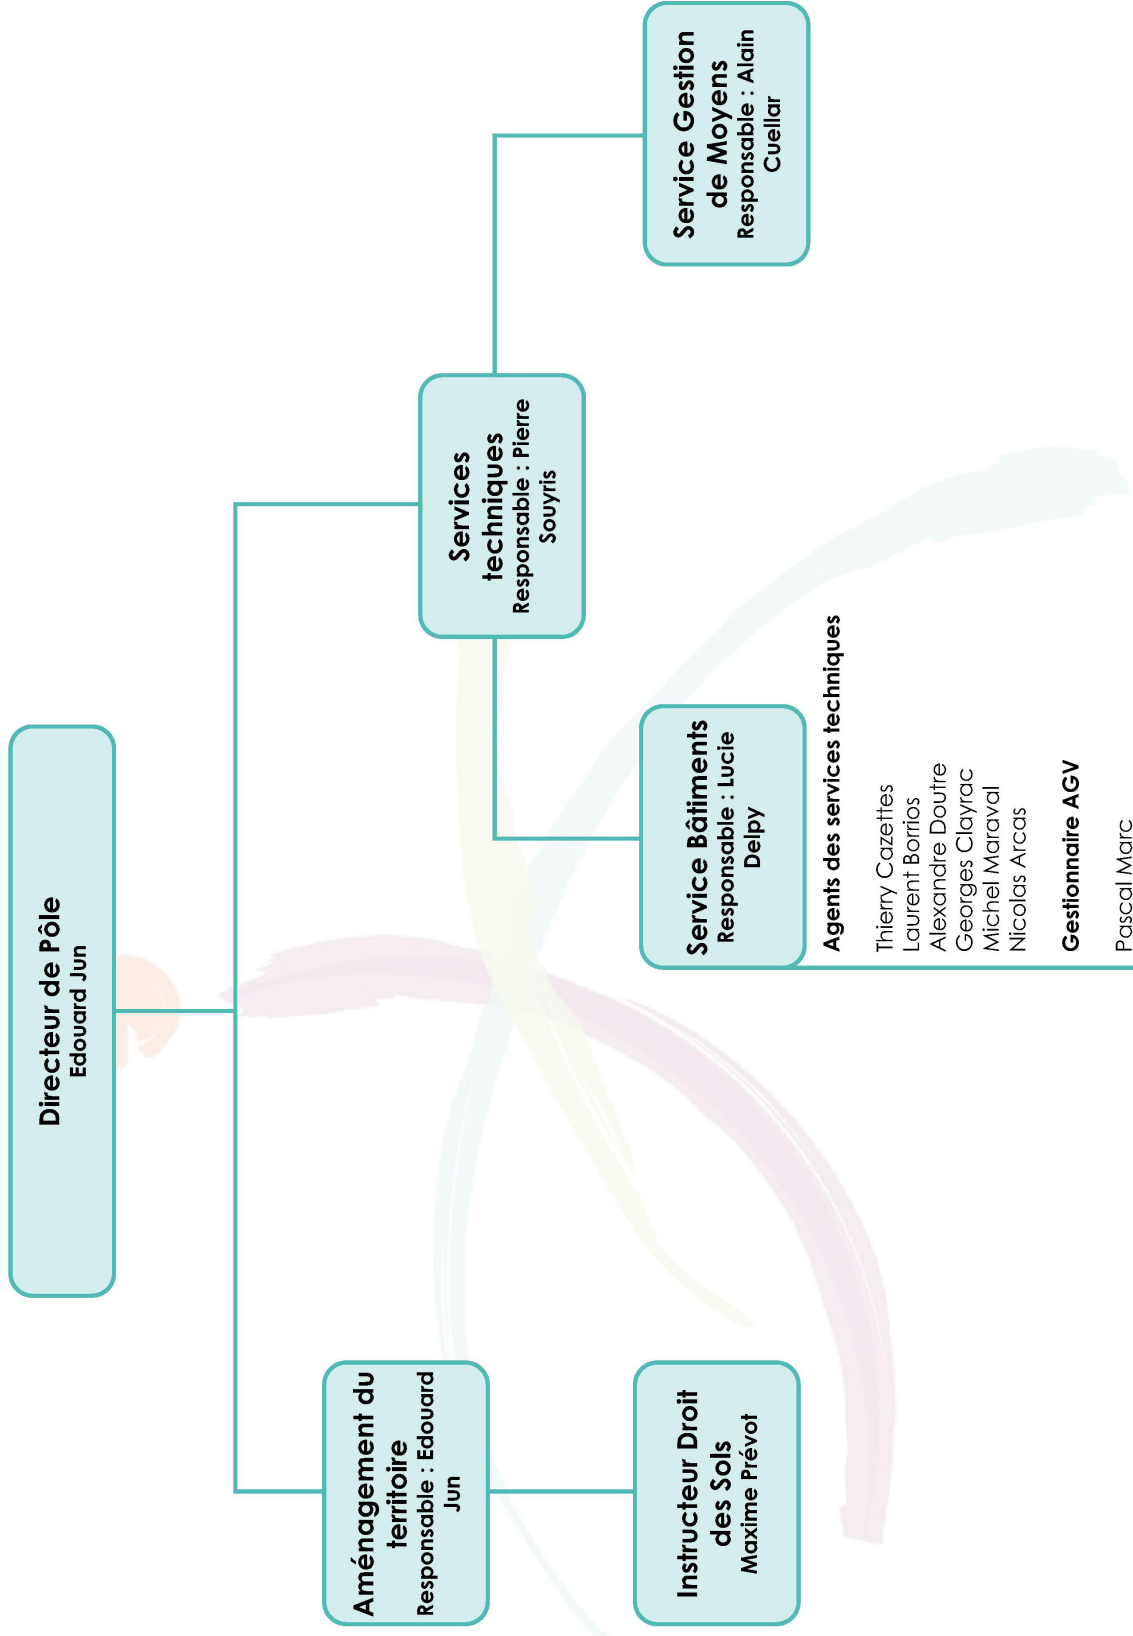 Directeur de Pôle
Edouard Jun
Aménagement du
territoire
Responsable : Edouard
Jun
Services
techniques
Responsable : Pierre
Souyris
Instructeur Droit
des Sols
Maxime Prévot
Service Bâtiments
Responsable : Lucie
Delpy
Service Gestion
de Moyens
Responsable : Alain
Cuellar
Agents des services techniques
Thierry Cazettes
Laurent Borrios
Alexandre Doutre
Georges Clayrac
Michel Maraval
Nicolas Arcas
Gestionnaire AGV
Pascal Marc